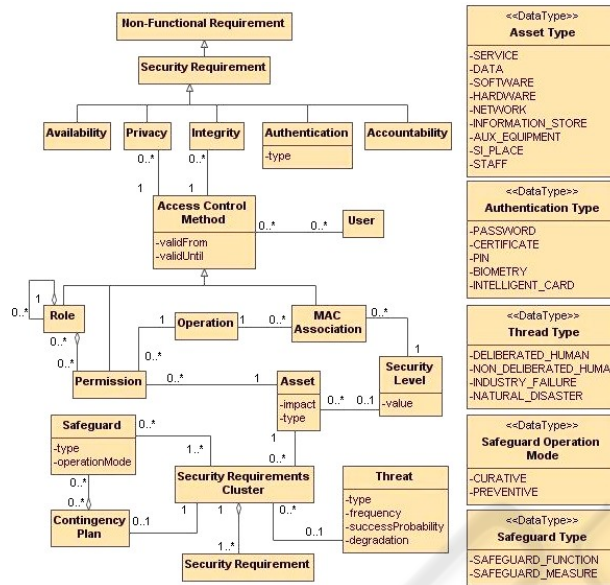 Non-Functional Requirement
Security Requirement
Availability
Privacy
Integrity
Authentication
-type
Accountability
0..*
0..*
1
1
Access Control
Method
-validFrom
-validUntil
0..*
0..*
User
1
0..*
Role
0..*
0..*
1
Operation
1
0..*
MAC
Association
0..*
0..*
1
Permission
0..*
1
Asset
-impact
-type
0..*
0..1
Security
Level
-value
Safeguard
-type
-operationMode
0..*
1..*
1
0..*
0..*
0..*
Security Requirements
Cluster
Threat
-type
-frequency
-successProbability
-degradation
Contingency
Plan
0..1
1
1
0..*
0..1
1..*
Security Requirement
<<DataType>>
Asset Type
-SERVICE
-DATA
-SOFTWARE
-HARDWARE
-NETWORK
-INFORMATION_STORE
-AUX_EQUIPMENT
-SI_PLACE
-STAFF
<<DataType>>
Authentication Type
-PASSWORD
-CERTIFICATE
-PIN
-BIOMETRY
-INTELLIGENT_CARD
<<DataType>>
Thread Type
-DELIBERATED_HUMAN
-NON_DELIBERATED_HUMA
-INDUSTRY_FAILURE
-NATURAL_DISASTER
<<DataType>>
Safeguard Operation
Mode
-CURATIVE
-PREVENTIVE
<<DataType>>
Safeguard Type
-SAFEGUARD_FUNCTION
-SAFEGUARD_MEASURE